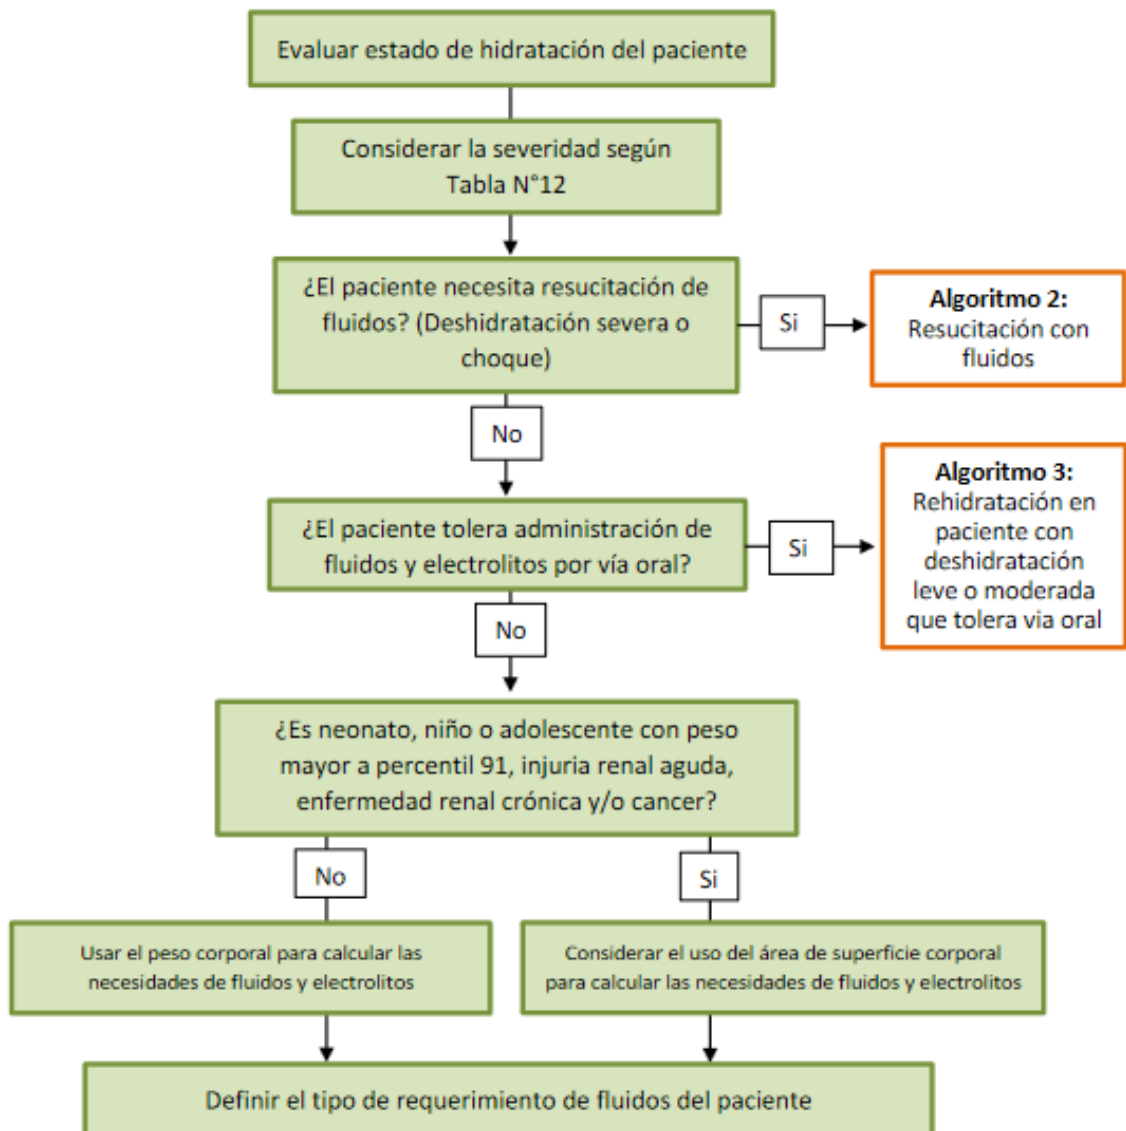 Evaluar estado de hidratación del paciente
Considerar la severidad según
Tabla N°12
¿El paciente necesita resucitación de
fluidos? (Deshidratación severa o
choque)
Si
Algoritmo 2:
Resucitación con
fluidos
No
¿El paciente tolera administración de
fluidos y electrolitos por vía oral?
Si
Algoritmo 3:
Rehidratación en
paciente con
deshidratación
leve o moderada
que tolera via oral
No
¿Es neonato, niño o adolescente con peso
mayor a percentil 91, injuria renal aguda,
enfermedad renal crónica y/o cancer?
No
Si
Usar el peso corporal para calcular las
necesidades de fluidos y electrolitos
Considerar el uso del área de superficie corporal
para calcular las necesidades de fluidos y electrolitos
Definir el tipo de requerimiento de fluidos del paciente